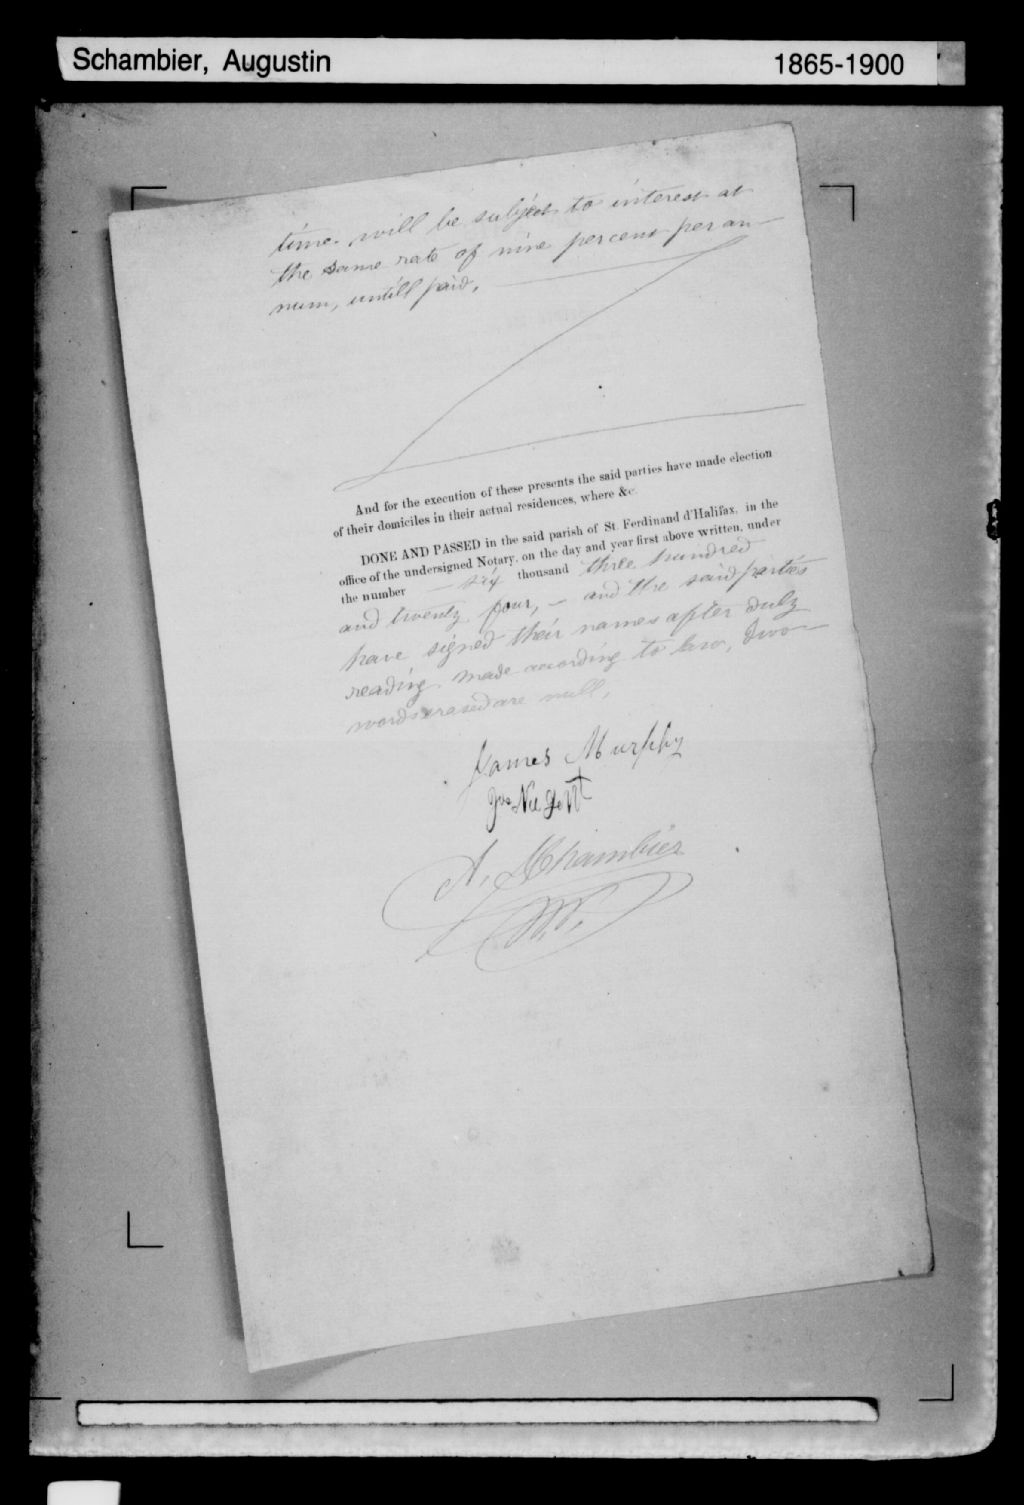 Schambier, Augustin 1865-1900
time will be subject to interest at
the same rate of nine percent per an-
num, untill paid.
And for the execution of these presents the said parties have made election
of their domiciles in their actual residences, where &c.
DONE AND PASSED in the said parish of St. Ferdinand d'Halifax, in the
office of the undersigned Notary, on the day and year first above written, under
the number — six thousand three hundred
and twenty four, — and the said parties
have signed their names after duly
reading made according to law, two
words erased are null.
James Murphy
A. Schambier
N.P.